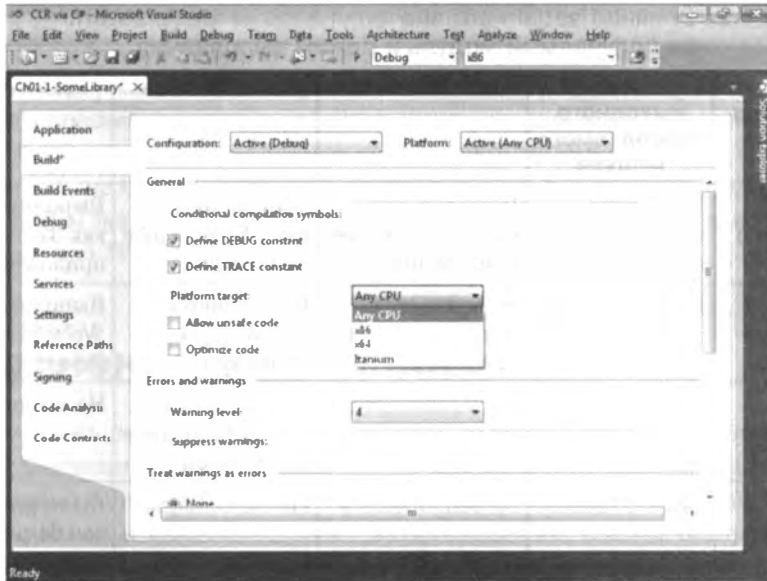 CLR via C# - Microsoft Visual Studio
File Edit View Project Build Debug Team Data Tools Architecture Test Analyze Window Help
Debug x86
Ch01-1-SomeLibrary* X
Solution Explorer
Application
Build*
Build Events
Debug
Resources
Services
Settings
Reference Paths
Signing
Code Analysis
Code Contracts
Configuration: Active (Debug) Platform: Active (Any CPU)
General
Conditional compilation symbols:
Define DEBUG constant
Define TRACE constant
Platform target: Any CPU
Any CPU
x86
x64
Itanium
Allow unsafe code
Optimize code
Errors and warnings
Warning level: 4
Suppress warnings:
Treat warnings as errors
None
Ready